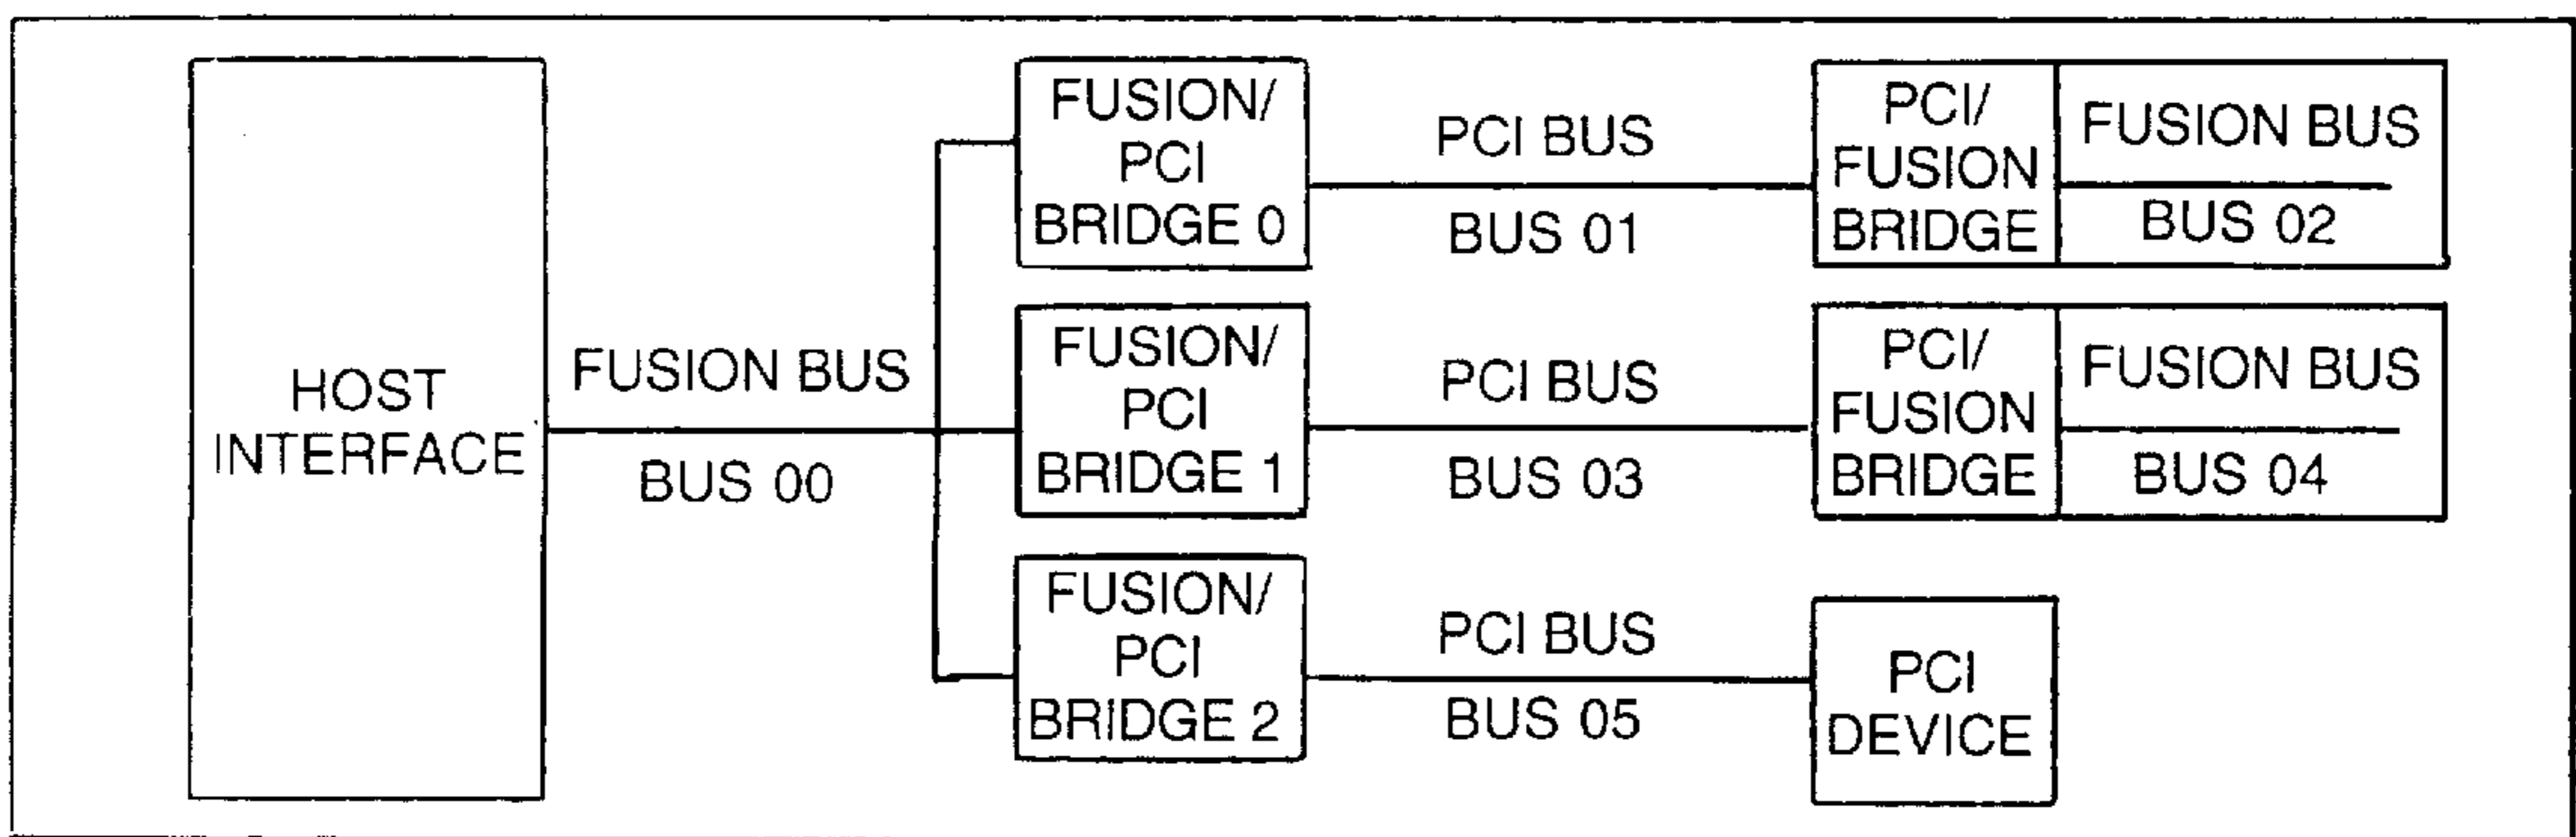 HOST
INTERFACE
FUSION BUS
BUS 00
FUSION/
PCI
BRIDGE 0
PCI BUS
BUS 01
PCI/
FUSION
BRIDGE
FUSION BUS
BUS 02
FUSION/
PCI
BRIDGE 1
PCI BUS
BUS 03
PCI/
FUSION
BRIDGE
FUSION BUS
BUS 04
FUSION/
PCI
BRIDGE 2
PCI BUS
BUS 05
PCI
DEVICE